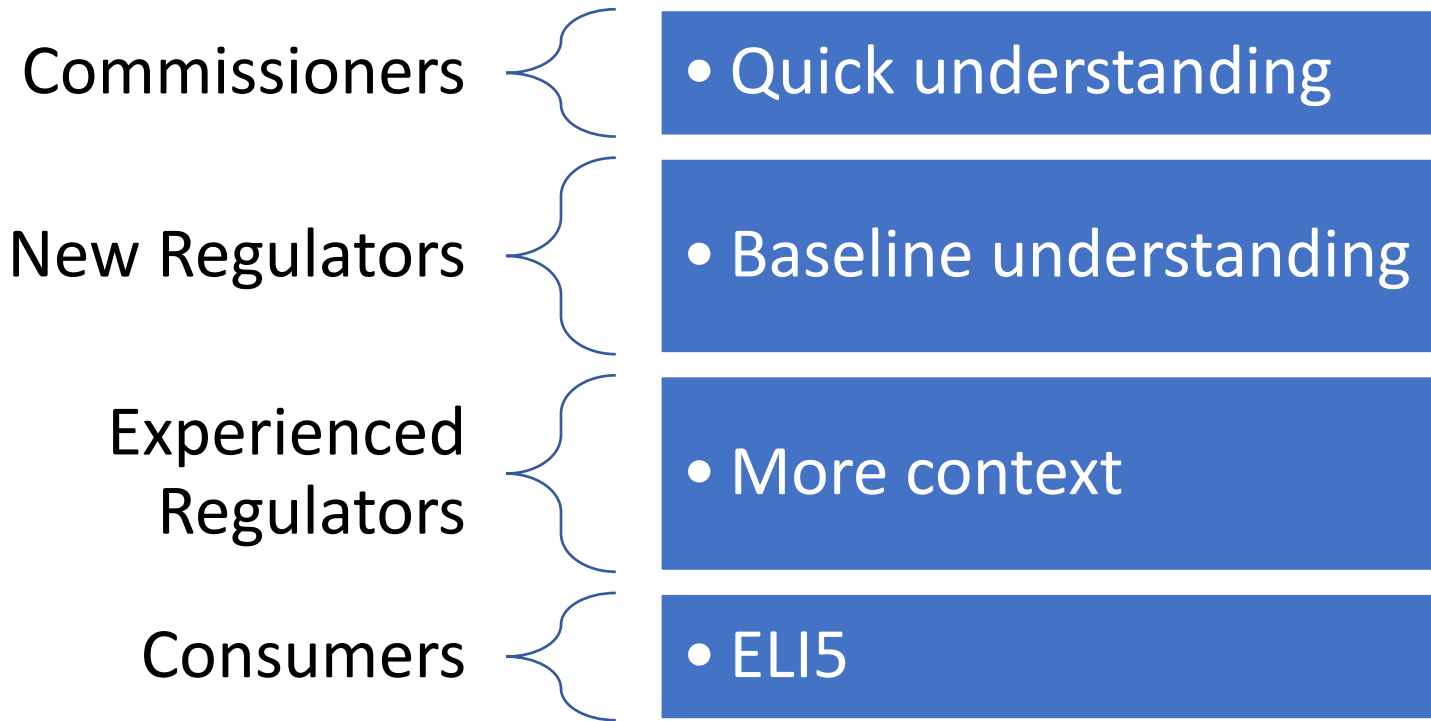 Commissioners
• Quick understanding
New Regulators
• Baseline understanding
Experienced
Regulators
• More context
Consumers
• ELI5